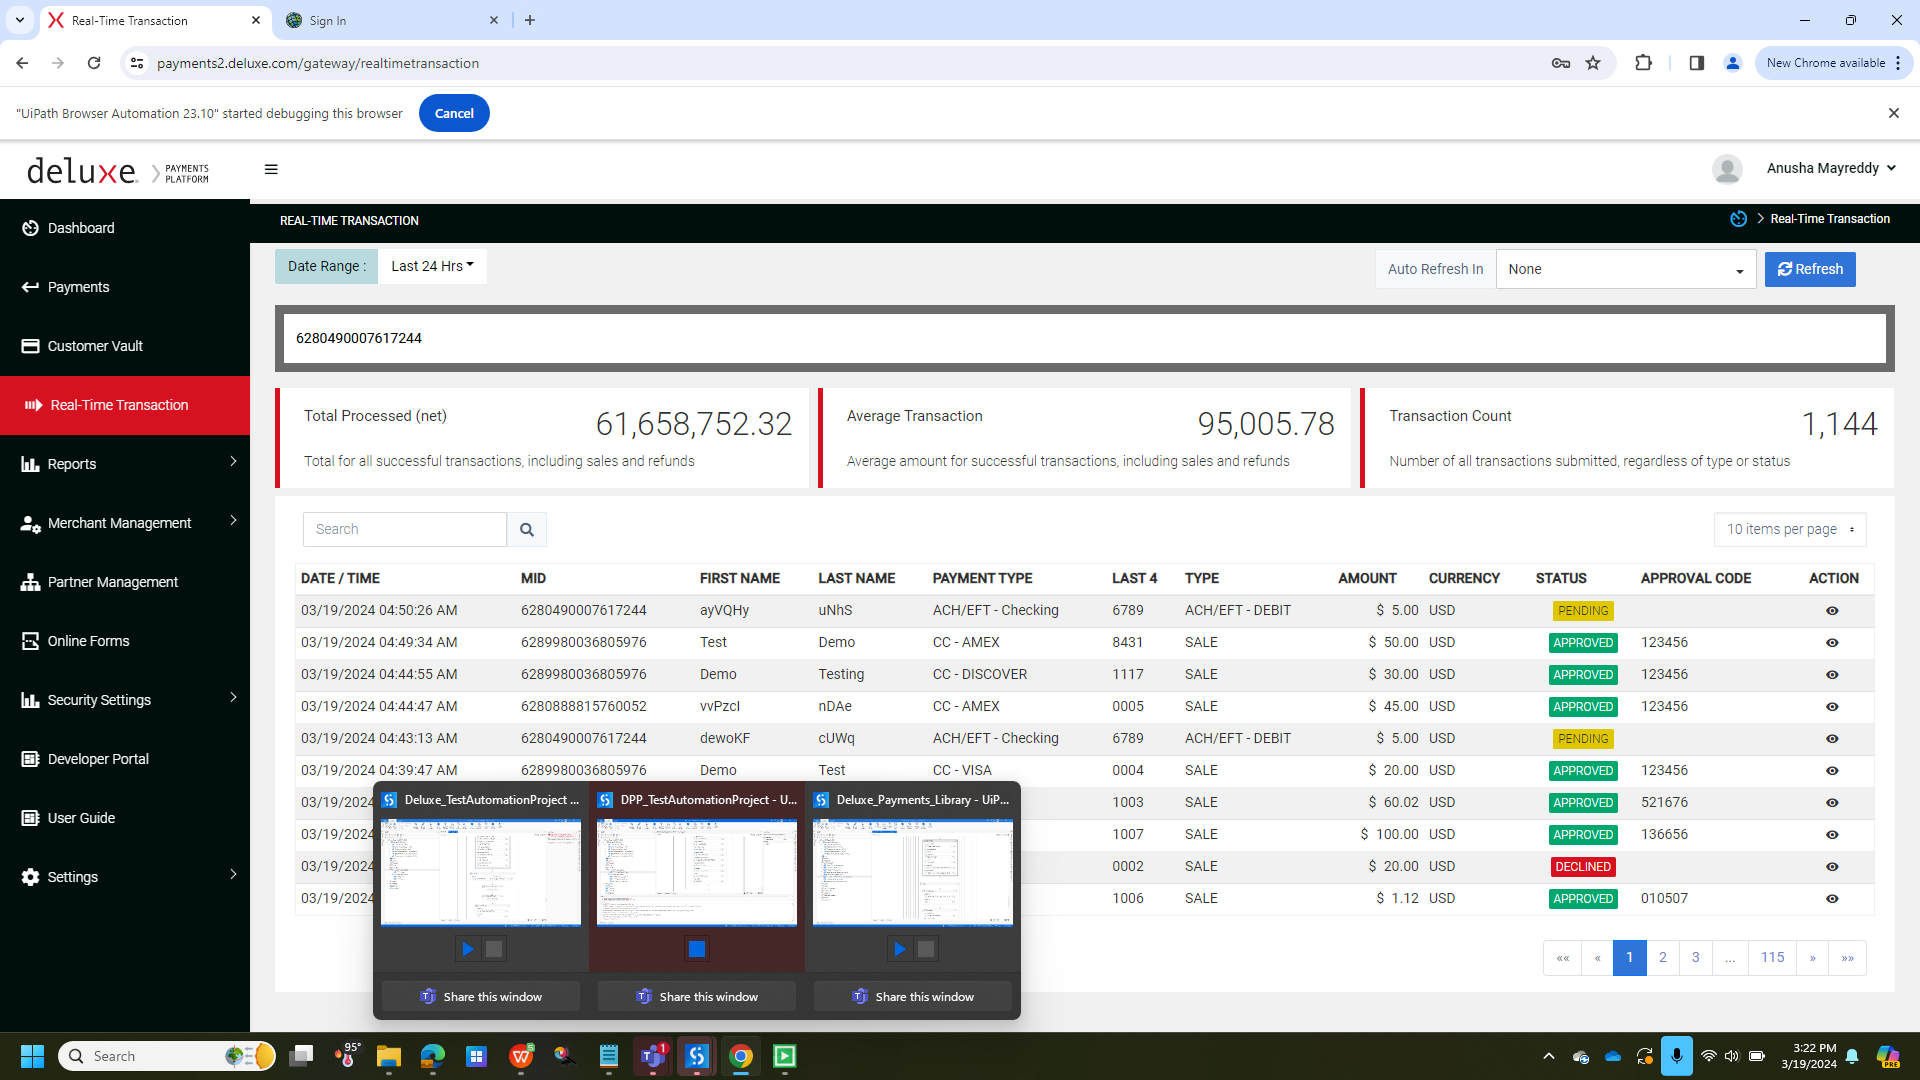 Real-Time Transaction
Sign In
payments2.deluxe.com/gateway/realtimetransaction
New Chrome available
"UiPath Browser Automation 23.10" started debugging this browser
Cancel
deluxe. PAYMENTS PLATFORM
Anusha Mayreddy
Dashboard
Payments
Customer Vault
Real-Time Transaction
Reports
Merchant Management
Partner Management
Online Forms
Security Settings
Developer Portal
User Guide
Settings
REAL-TIME TRANSACTION
Real-Time Transaction
Date Range : Last 24 Hrs
Auto Refresh In None Refresh
6280490007617244
Total Processed (net) 61,658,752.32
Total for all successful transactions, including sales and refunds
Average Transaction 95,005.78
Average amount for successful transactions, including sales and refunds
Transaction Count 1,144
Number of all transactions submitted, regardless of type or status
Search
10 items per page
DATE / TIME MID FIRST NAME LAST NAME PAYMENT TYPE LAST 4 TYPE AMOUNT CURRENCY STATUS APPROVAL CODE ACTION
03/19/2024 04:50:26 AM 6280490007617244 ayVQHy uNhS ACH/EFT - Checking 6789 ACH/EFT - DEBIT $ 5.00 USD PENDING
03/19/2024 04:49:34 AM 6289980036805976 Test Demo CC - AMEX 8431 SALE $ 50.00 USD APPROVED 123456
03/19/2024 04:44:55 AM 6289980036805976 Demo Testing CC - DISCOVER 1117 SALE $ 30.00 USD APPROVED 123456
03/19/2024 04:44:47 AM 6280888815760052 vvPzcI nDAe CC - AMEX 0005 SALE $ 45.00 USD APPROVED 123456
03/19/2024 04:43:13 AM 6280490007617244 dewoKF cUWq ACH/EFT - Checking 6789 ACH/EFT - DEBIT $ 5.00 USD PENDING
03/19/2024 04:39:47 AM 6289980036805976 Demo Test CC - VISA 0004 SALE $ 20.00 USD APPROVED 123456
03/19/2024 1003 SALE $ 60.02 USD APPROVED 521676
03/19/2024 1007 SALE $ 100.00 USD APPROVED 136656
03/19/2024 0002 SALE $ 20.00 USD DECLINED
03/19/2024 1006 SALE $ 1.12 USD APPROVED 010507
«« « 1 2 3 ... 115 » »»
Deluxe_TestAutomationProject ...
DPP_TestAutomationProject - U...
Deluxe_Payments_Library - UiP...
Share this window
Share this window
Share this window
Search
95°
1
3:22 PM
3/19/2024
PRE